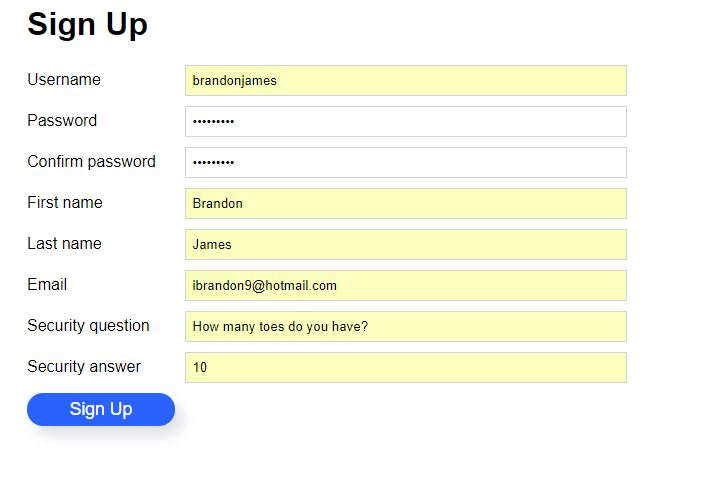 Sign Up
Username brandonjames
Password •••••••••
Confirm password •••••••••
First name Brandon
Last name James
Email ibrandon9@hotmail.com
Security question How many toes do you have?
Security answer 10
Sign Up